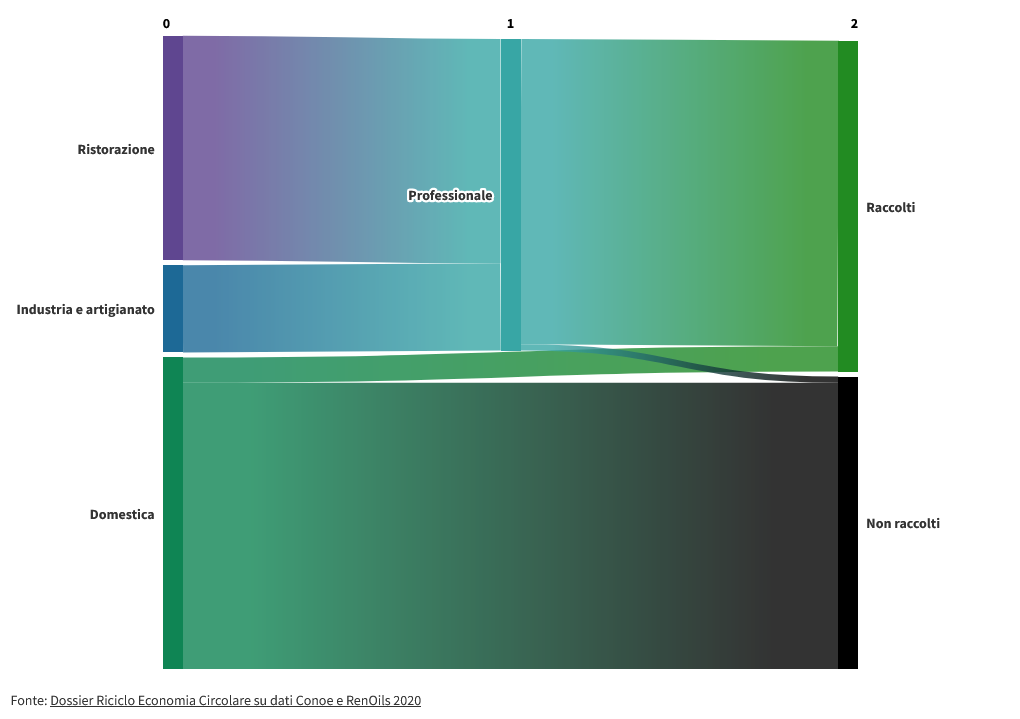 0
1
2
Ristorazione
Professionale
Raccolti
Industria e artigianato
Domestica
Non raccolti
Fonte: Dossier Riciclo Economia Circolare su dati Conoe e RenOils 2020